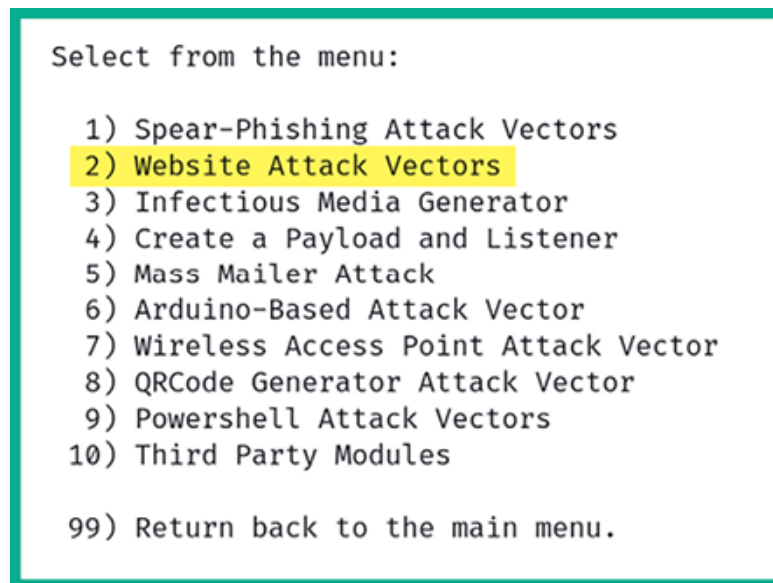 Select from the menu:
1) Spear-Phishing Attack Vectors
2) Website Attack Vectors
3) Infectious Media Generator
4) Create a Payload and Listener
5) Mass Mailer Attack
6) Arduino-Based Attack Vector
7) Wireless Access Point Attack Vector
8) QRCode Generator Attack Vector
9) Powershell Attack Vectors
10) Third Party Modules
99) Return back to the main menu.